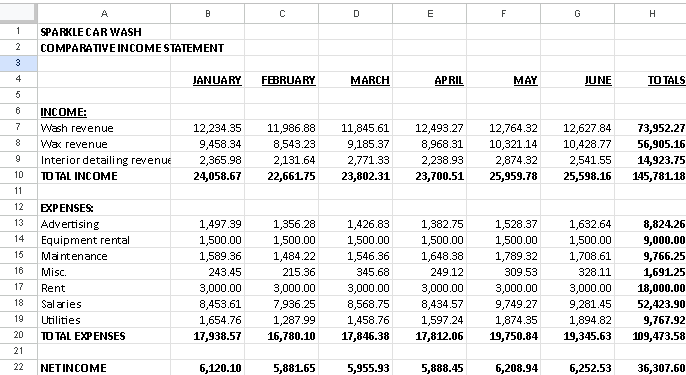 A B C D E F G H
1 SPARKLE CAR WASH
2 COMPARATIVE INCOME STATEMENT
3
4 JANUARY FEBRUARY MARCH APRIL MAY JUNE TOTALS
5
6 INCOME:
7 Wash revenue 12,234.35 11,986.88 11,845.61 12,493.27 12,764.32 12,627.84 73,952.27
8 Wax revenue 9,458.34 8,543.23 9,185.37 8,968.31 10,321.14 10,428.77 56,905.16
9 Interior detailing revenue 2,365.98 2,131.64 2,771.33 2,238.93 2,874.32 2,541.55 14,923.75
10 TOTAL INCOME 24,058.67 22,661.75 23,802.31 23,700.51 25,959.78 25,598.16 145,781.18
11
12 EXPENSES:
13 Advertising 1,497.39 1,356.28 1,426.83 1,382.75 1,528.37 1,632.64 8,824.26
14 Equipment rental 1,500.00 1,500.00 1,500.00 1,500.00 1,500.00 1,500.00 9,000.00
15 Maintenance 1,589.36 1,484.22 1,546.36 1,648.38 1,789.32 1,708.61 9,766.25
16 Misc. 243.45 215.36 345.68 249.12 309.53 328.11 1,691.25
17 Rent 3,000.00 3,000.00 3,000.00 3,000.00 3,000.00 3,000.00 18,000.00
18 Salaries 8,453.61 7,936.25 8,568.75 8,434.57 9,749.27 9,281.45 52,423.90
19 Utilities 1,654.76 1,287.99 1,458.76 1,597.24 1,874.35 1,894.82 9,767.92
20 TOTAL EXPENSES 17,938.57 16,780.10 17,846.38 17,812.06 19,750.84 19,345.63 109,473.58
21
22 NET INCOME 6,120.10 5,881.65 5,955.93 5,888.45 6,208.94 6,252.53 36,307.60